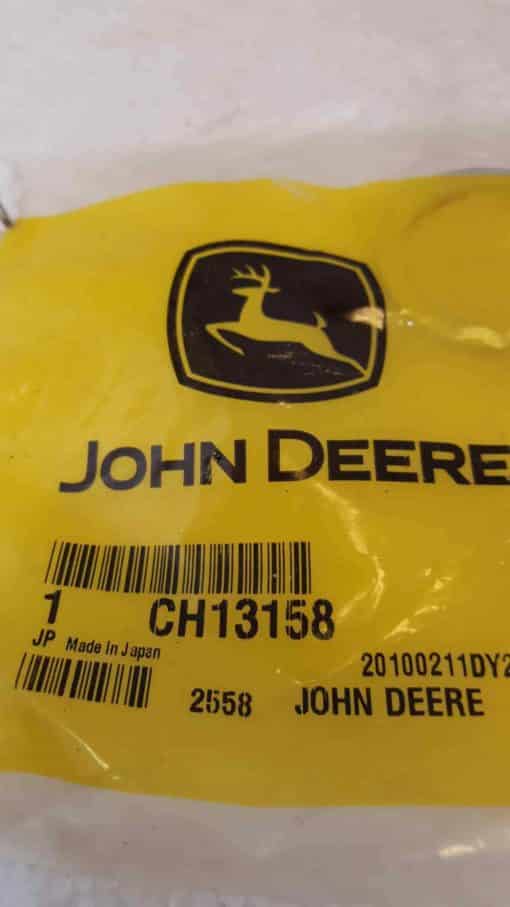 JOHN DEERE
1 CH13158
JP Made In Japan
20100211DY2
2558 JOHN DEERE